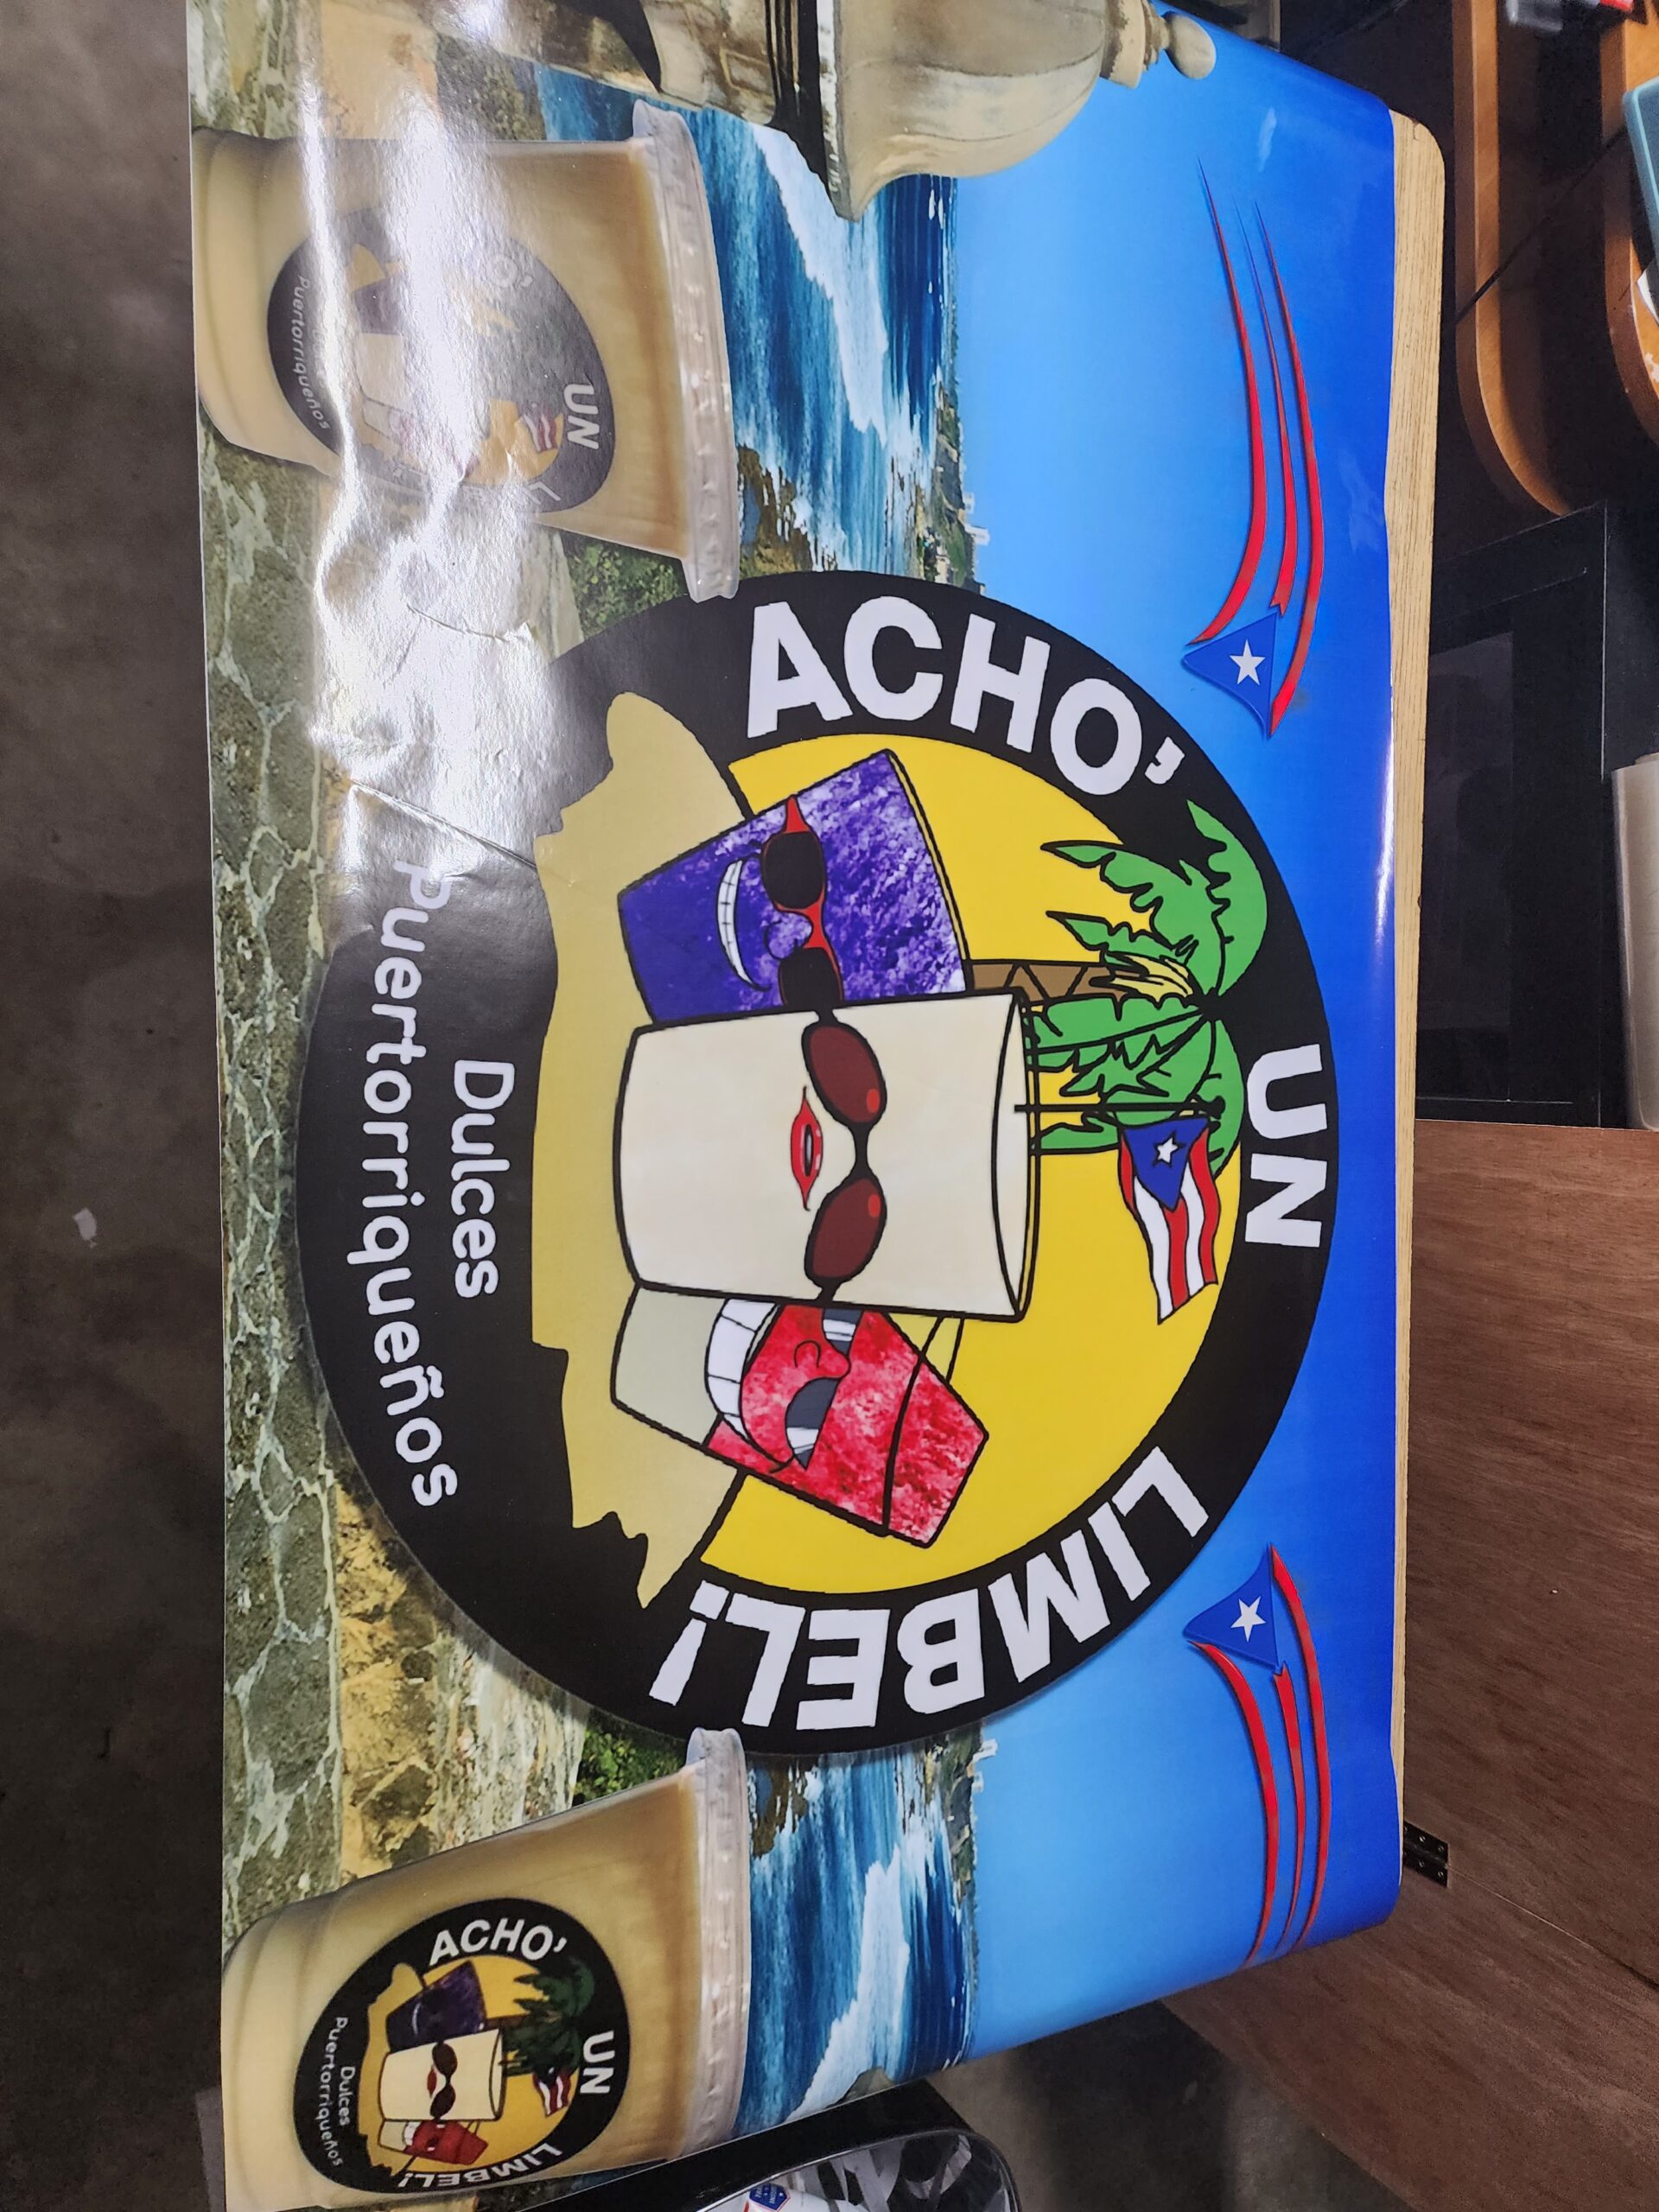 ACHO' UN LIMBEL!
Dulces
Puertorriqueños
O'
UN
L
Puertorriqueños
ACHO' UN LIMBEL!
Dulces
Puertorriqueños